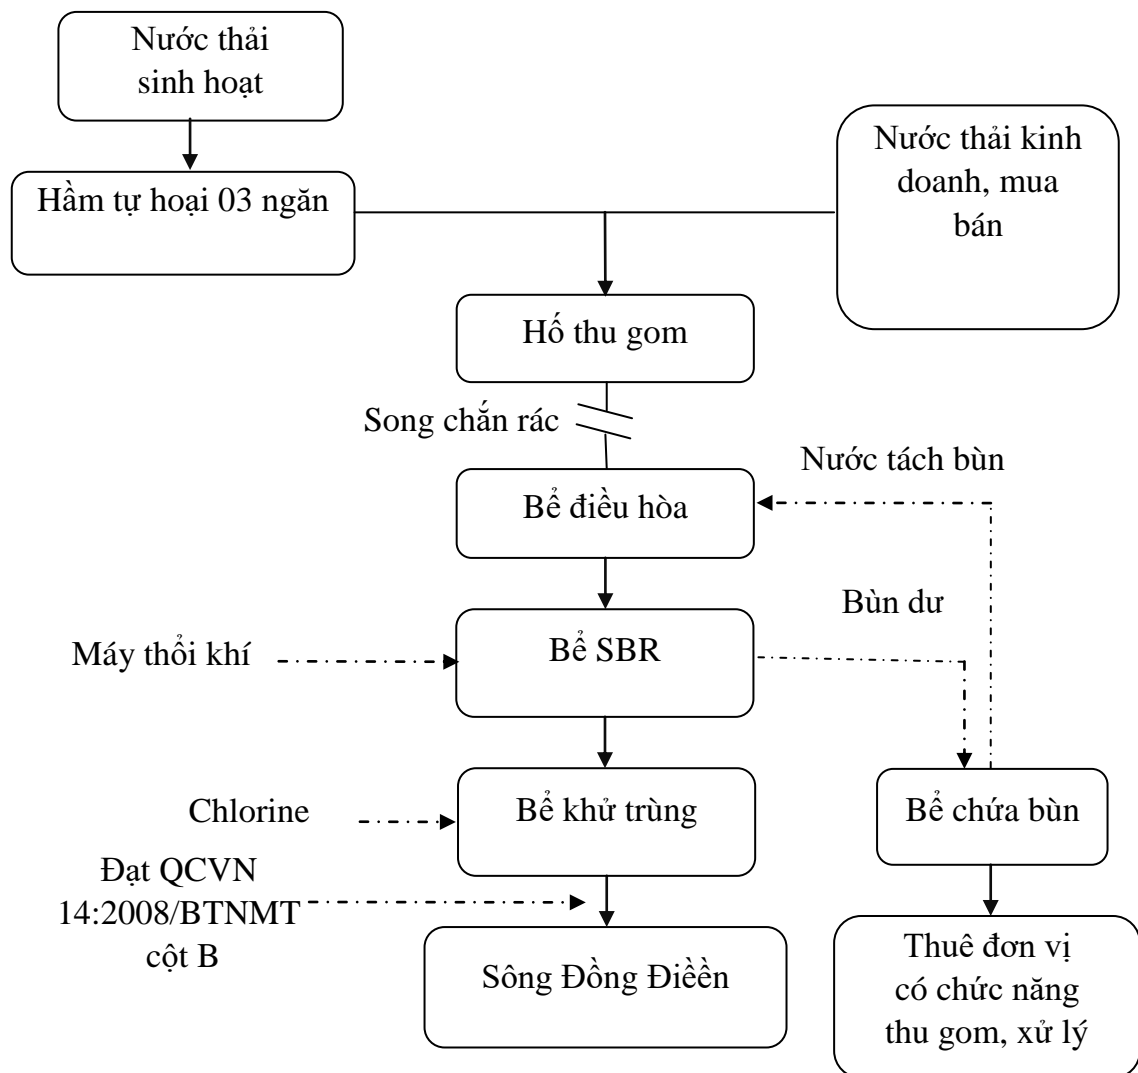 Nước thải
sinh hoạt
Nước thải kinh
doanh, mua
bán
Hầm tự hoại 03 ngăn
Hố thu gom
Song chắn rác
Nước tách bùn
Bể điều hòa
Bùn dư
Máy thổi khí
Bể SBR
Chlorine
Bể khử trùng
Bể chứa bùn
Đạt QCVN
14:2008/BTNMT
cột B
Sông Đồng Điềền
Thuê đơn vị
có chức năng
thu gom, xử lý